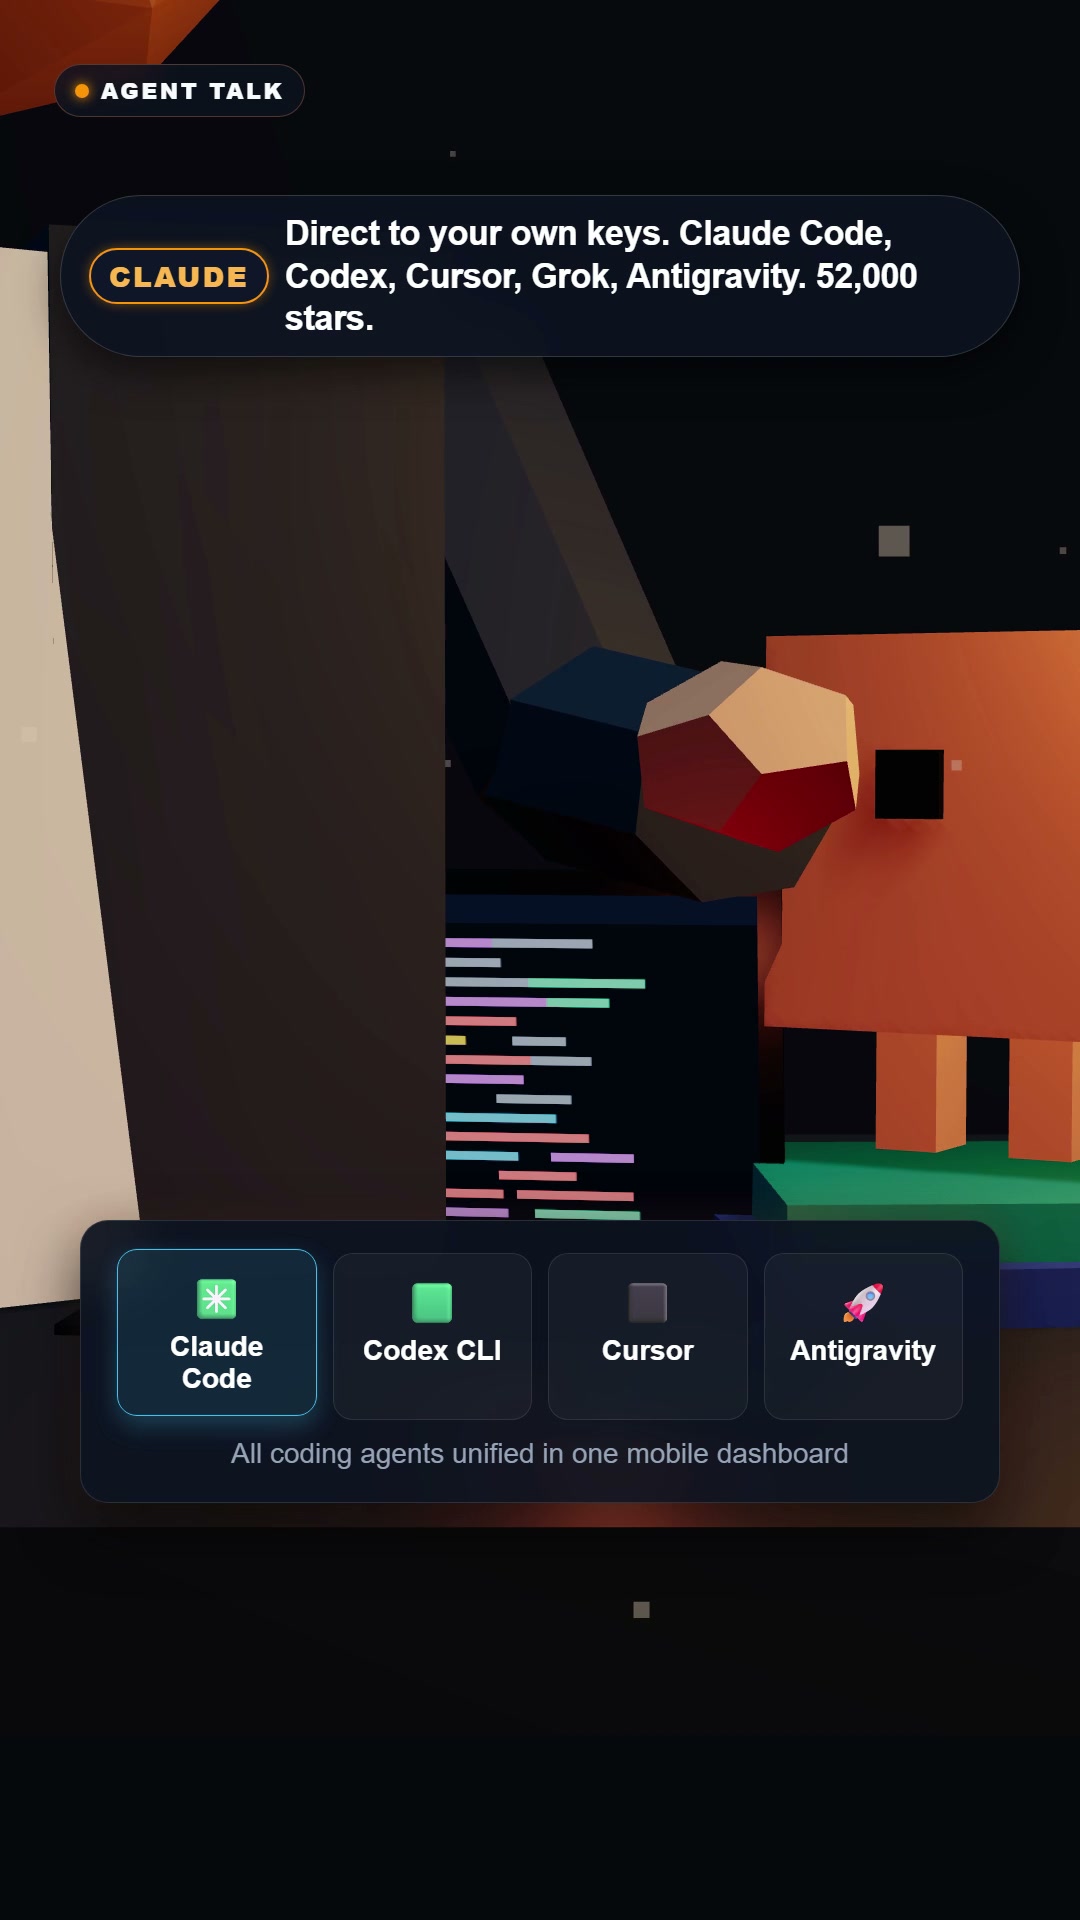 AGENT TALK
CLAUDE
Direct to your own keys. Claude Code,
Codex, Cursor, Grok, Antigravity. 52,000
stars.
Claude
Code
Codex CLI
Cursor
Antigravity
All coding agents unified in one mobile dashboard